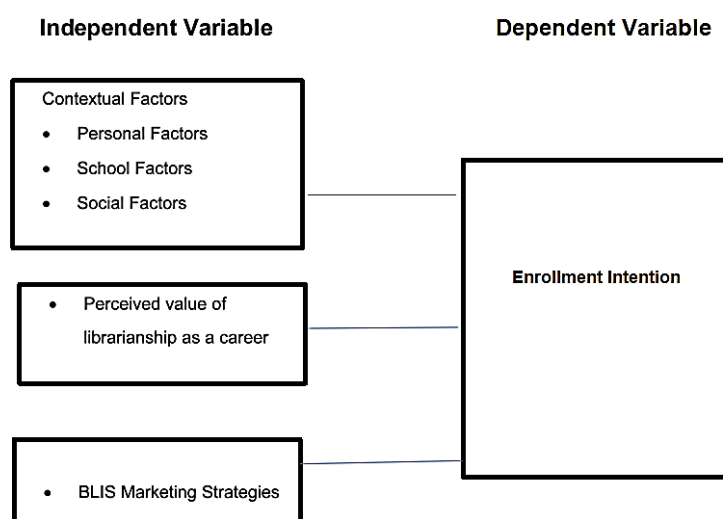 Independent Variable
Dependent Variable
Contextual Factors
• Personal Factors
• School Factors
• Social Factors
Enrollment Intention
• Perceived value of
librarianship as a career
• BLIS Marketing Strategies